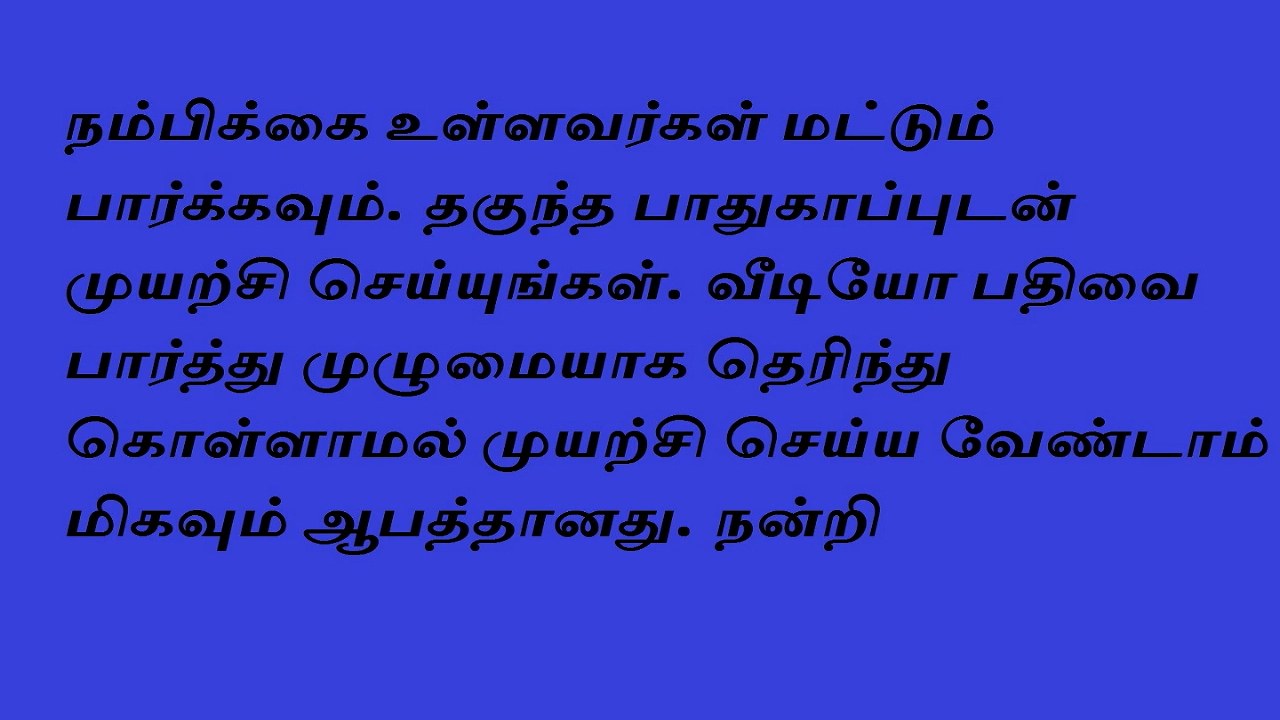 நம்பிக்கை உள்ளவர்கள் மட்டும்
பார்க்கவும். தகுந்த பாதுகாப்புடன்
முயற்சி செய்யுங்கள். வீடியோ பதிவை
பார்த்து முழுமையாக தெரிந்து
கொள்ளாமல் முயற்சி செய்ய வேண்டாம்
மிகவும் ஆபத்தானது. நன்றி